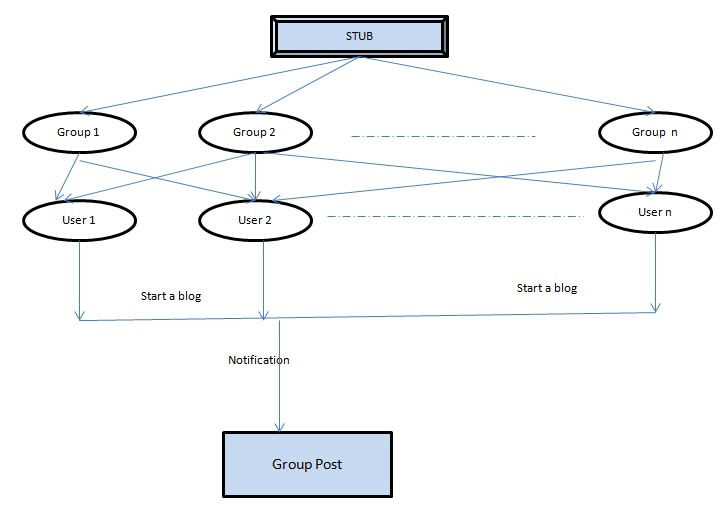 STUB
Group 1
Group 2
Group n
User 1
User 2
User n
Start a blog
Start a blog
Notification
Group Post